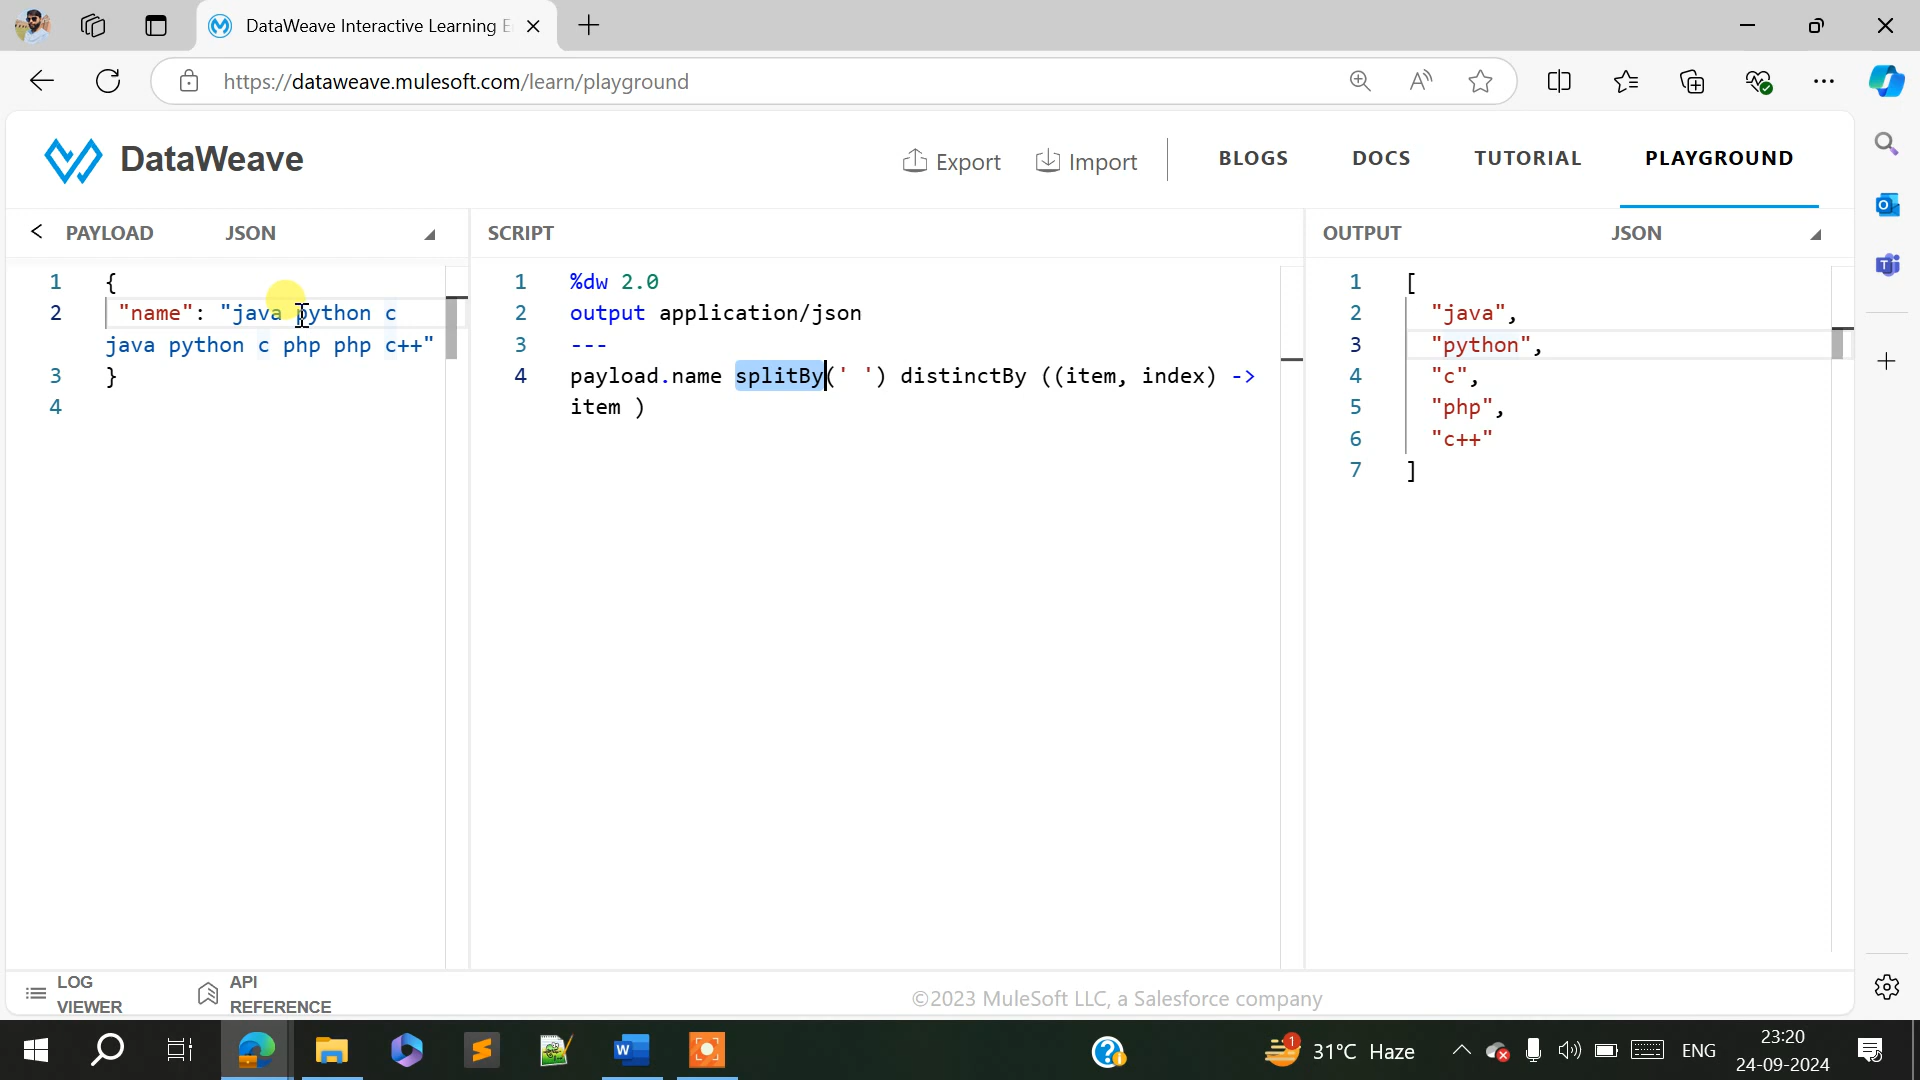 DataWeave Interactive Learning E
https://dataweave.mulesoft.com/learn/playground
DataWeave
Export
Import
BLOGS
DOCS
TUTORIAL
PLAYGROUND
PAYLOAD JSON
1 {
2 "name": "java python c
java python c php php c++"
3 }
4
SCRIPT
1 %dw 2.0
2 output application/json
3 ---
4 payload.name splitBy(' ') distinctBy ((item, index) ->
item )
OUTPUT JSON
1 [
2 "java",
3 "python",
4 "c",
5 "php",
6 "c++"
7 ]
LOG
VIEWER
API
REFERENCE
©2023 MuleSoft LLC, a Salesforce company
1
31°C Haze
ENG
23:20
24-09-2024